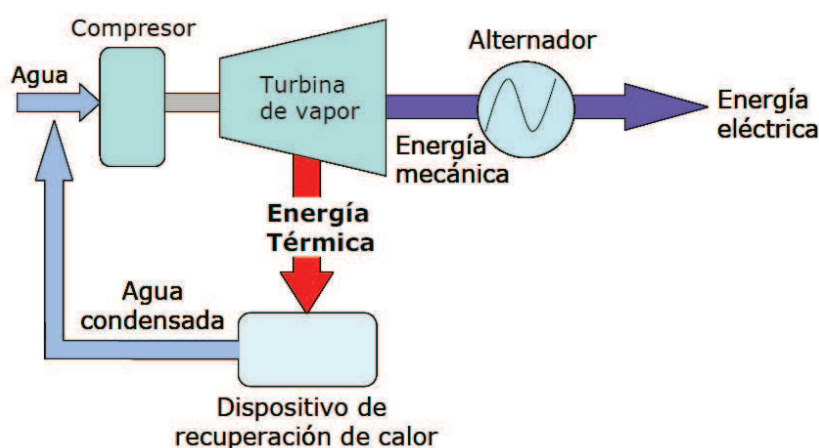 Compresor
Alternador
Agua
Turbina
de vapor
Energía
eléctrica
Energía
mecánica
Energía
Térmica
Agua
condensada
Dispositivo de
recuperación de calor